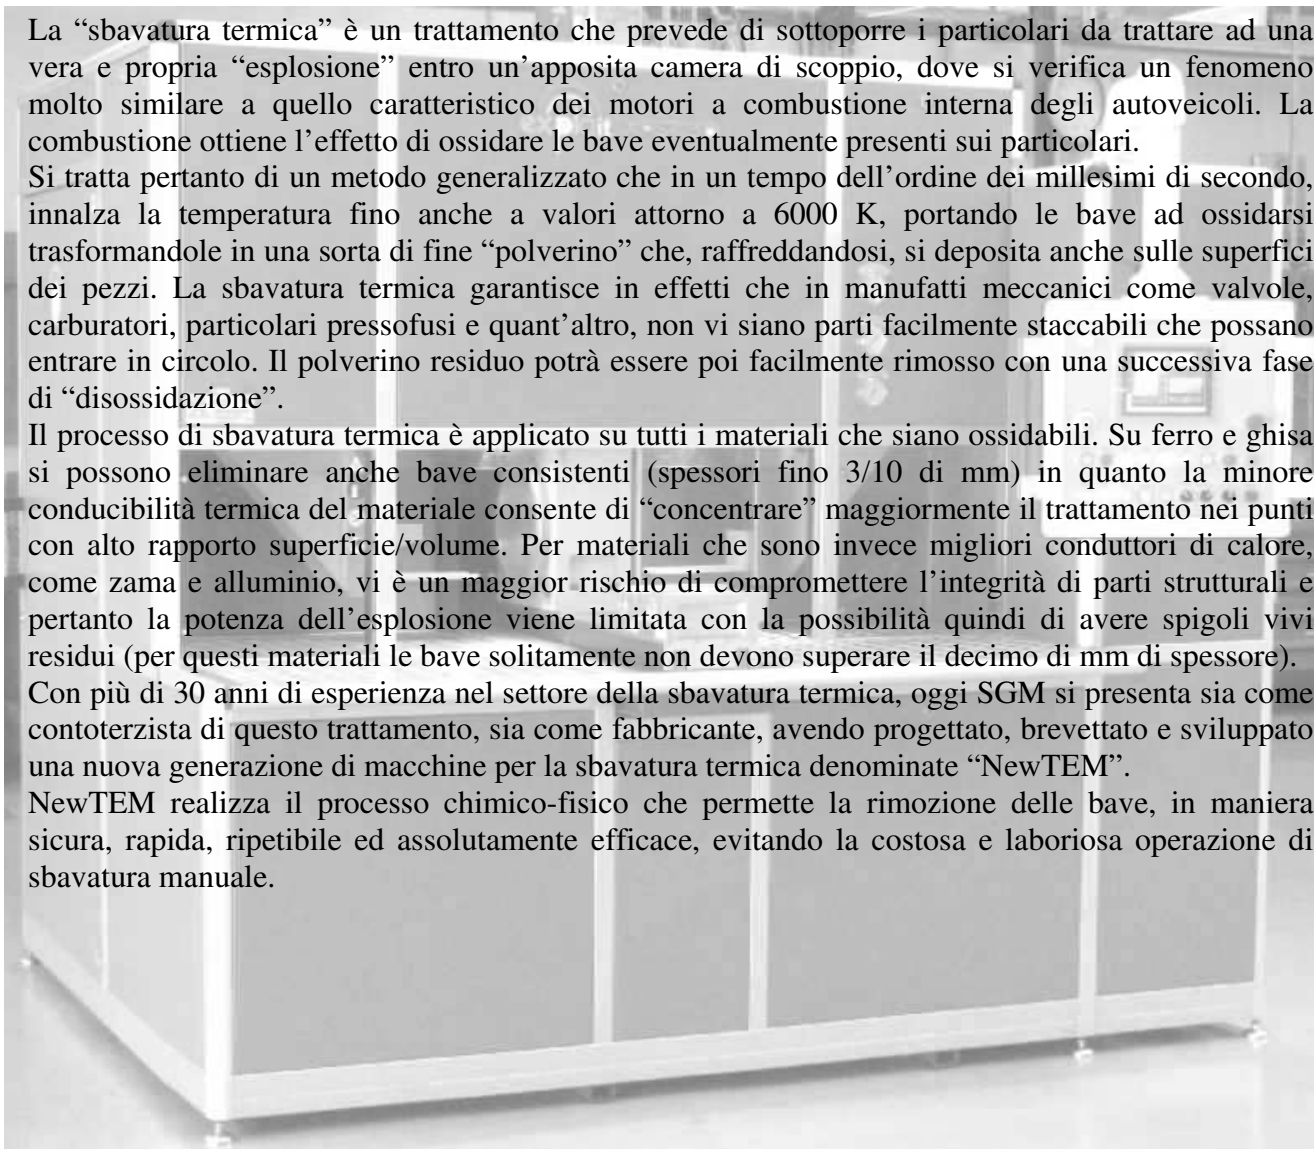 La “sbavatura termica” è un trattamento che prevede di sottoporre i particolari da trattare ad una
vera e propria “esplosione” entro un’apposita camera di scoppio, dove si verifica un fenomeno
molto similare a quello caratteristico dei motori a combustione interna degli autoveicoli. La
combustione ottiene l’effetto di ossidare le bave eventualmente presenti sui particolari.
Si tratta pertanto di un metodo generalizzato che in un tempo dell’ordine dei millesimi di secondo,
innalza la temperatura fino anche a valori attorno a 6000 K, portando le bave ad ossidarsi
trasformandole in una sorta di fine “polverino” che, raffreddandosi, si deposita anche sulle superfici
dei pezzi. La sbavatura termica garantisce in effetti che in manufatti meccanici come valvole,
carburatori, particolari pressofusi e quant’altro, non vi siano parti facilmente staccabili che possano
entrare in circolo. Il polverino residuo potrà essere poi facilmente rimosso con una successiva fase
di “disossidazione”.
Il processo di sbavatura termica è applicato su tutti i materiali che siano ossidabili. Su ferro e ghisa
si possono eliminare anche bave consistenti (spessori fino 3/10 di mm) in quanto la minore
conducibilità termica del materiale consente di “concentrare” maggiormente il trattamento nei punti
con alto rapporto superficie/volume. Per materiali che sono invece migliori conduttori di calore,
come zama e alluminio, vi è un maggior rischio di compromettere l’integrità di parti strutturali e
pertanto la potenza dell’esplosione viene limitata con la possibilità quindi di avere spigoli vivi
residui (per questi materiali le bave solitamente non devono superare il decimo di mm di spessore).
Con più di 30 anni di esperienza nel settore della sbavatura termica, oggi SGM si presenta sia come
contoterzista di questo trattamento, sia come fabbricante, avendo progettato, brevettato e sviluppato
una nuova generazione di macchine per la sbavatura termica denominate “NewTEM”.
NewTEM realizza il processo chimico-fisico che permette la rimozione delle bave, in maniera
sicura, rapida, ripetibile ed assolutamente efficace, evitando la costosa e laboriosa operazione di
sbavatura manuale.